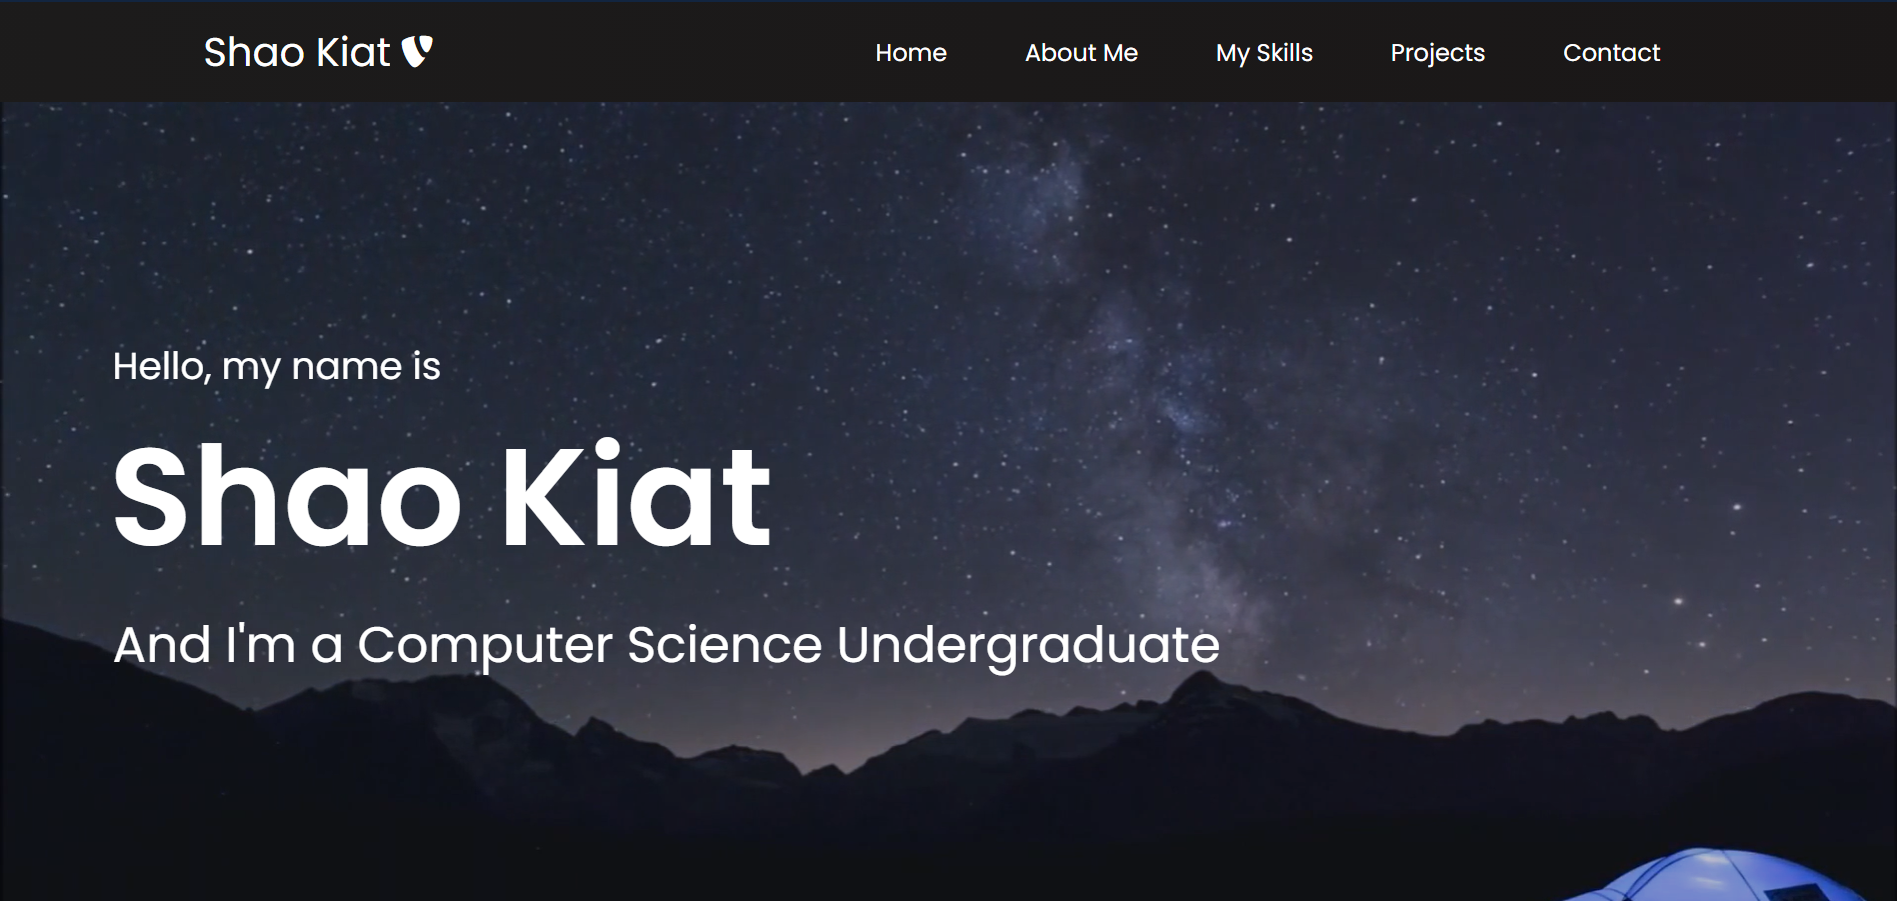 Shao Kiat
Home About Me My Skills Projects Contact
Hello, my name is
Shao Kiat
And I'm a Computer Science Undergraduate